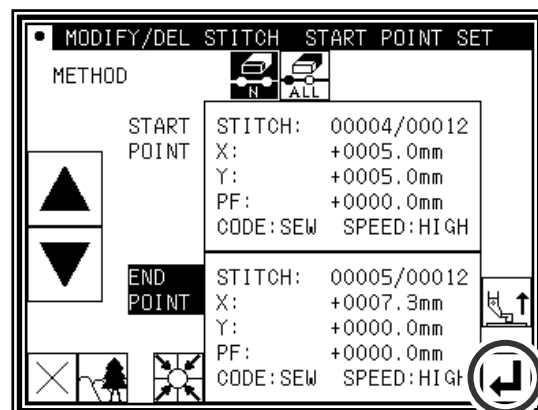 MODIFY/DEL STITCH START POINT SET
METHOD
N
ALL
START POINT
STITCH: 00004/00012
X: +0005.0mm
Y: +0005.0mm
PF: +0000.0mm
CODE:SEW SPEED:HIGH
END POINT
STITCH: 00005/00012
X: +0007.3mm
Y: +0000.0mm
PF: +0000.0mm
CODE:SEW SPEED:HIGH